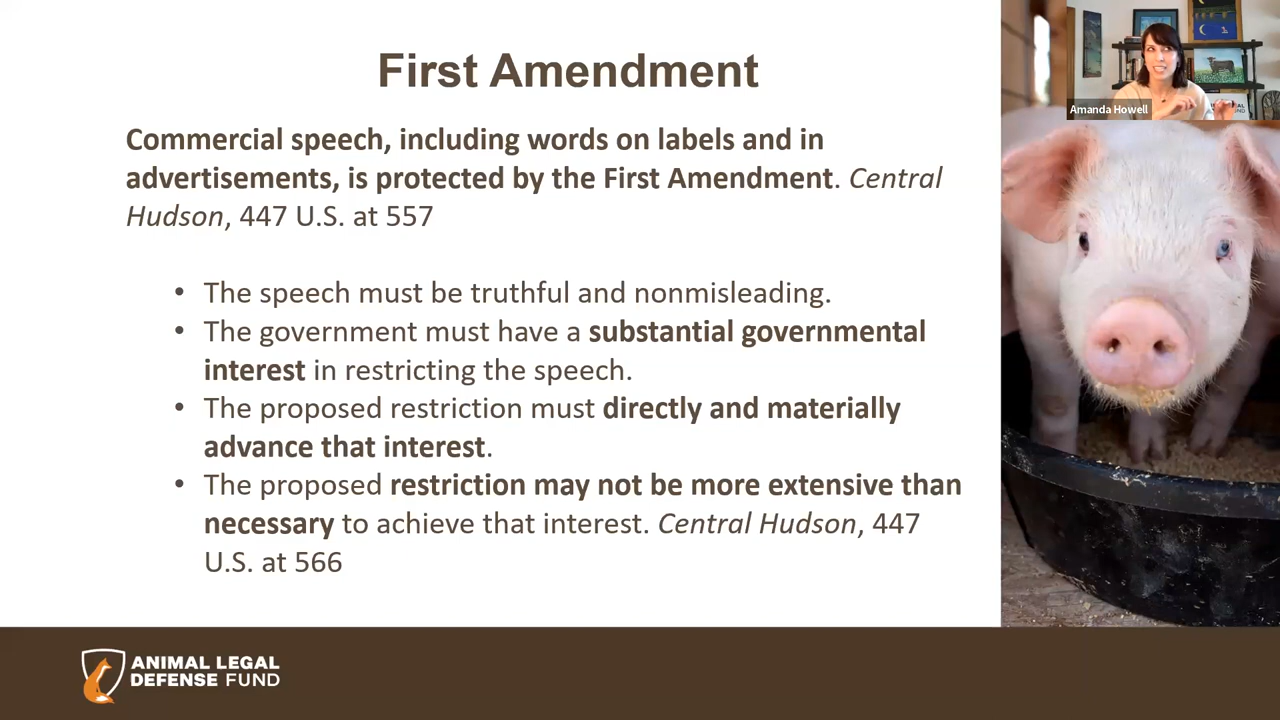 First Amendment
Commercial speech, including words on labels and in
advertisements, is protected by the First Amendment. Central
Hudson, 447 U.S. at 557
• The speech must be truthful and nonmisleading.
• The government must have a substantial governmental
interest in restricting the speech.
• The proposed restriction must directly and materially
advance that interest.
• The proposed restriction may not be more extensive than
necessary to achieve that interest. Central Hudson, 447
U.S. at 566
Amanda Howell
ANIMAL LEGAL
DEFENSE FUND